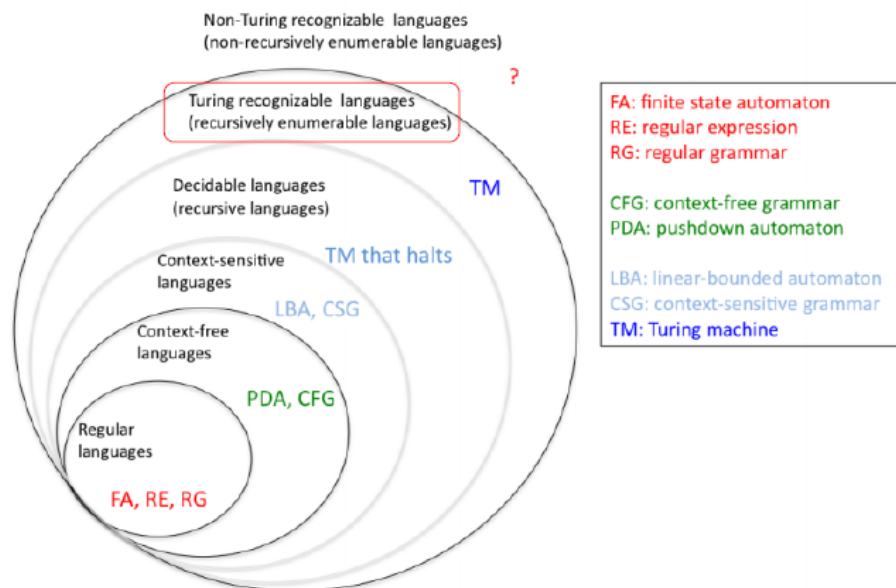 Non-Turing recognizable languages
(non-recursively enumerable languages)
?
Turing recognizable languages
(recursively enumerable languages)
TM
Decidable languages
(recursive languages)
TM that halts
Context-sensitive
languages
LBA, CSG
Context-free
languages
PDA, CFG
Regular
languages
FA, RE, RG
FA: finite state automaton
RE: regular expression
RG: regular grammar
CFG: context-free grammar
PDA: pushdown automaton
LBA: linear-bounded automaton
CSG: context-sensitive grammar
TM: Turing machine